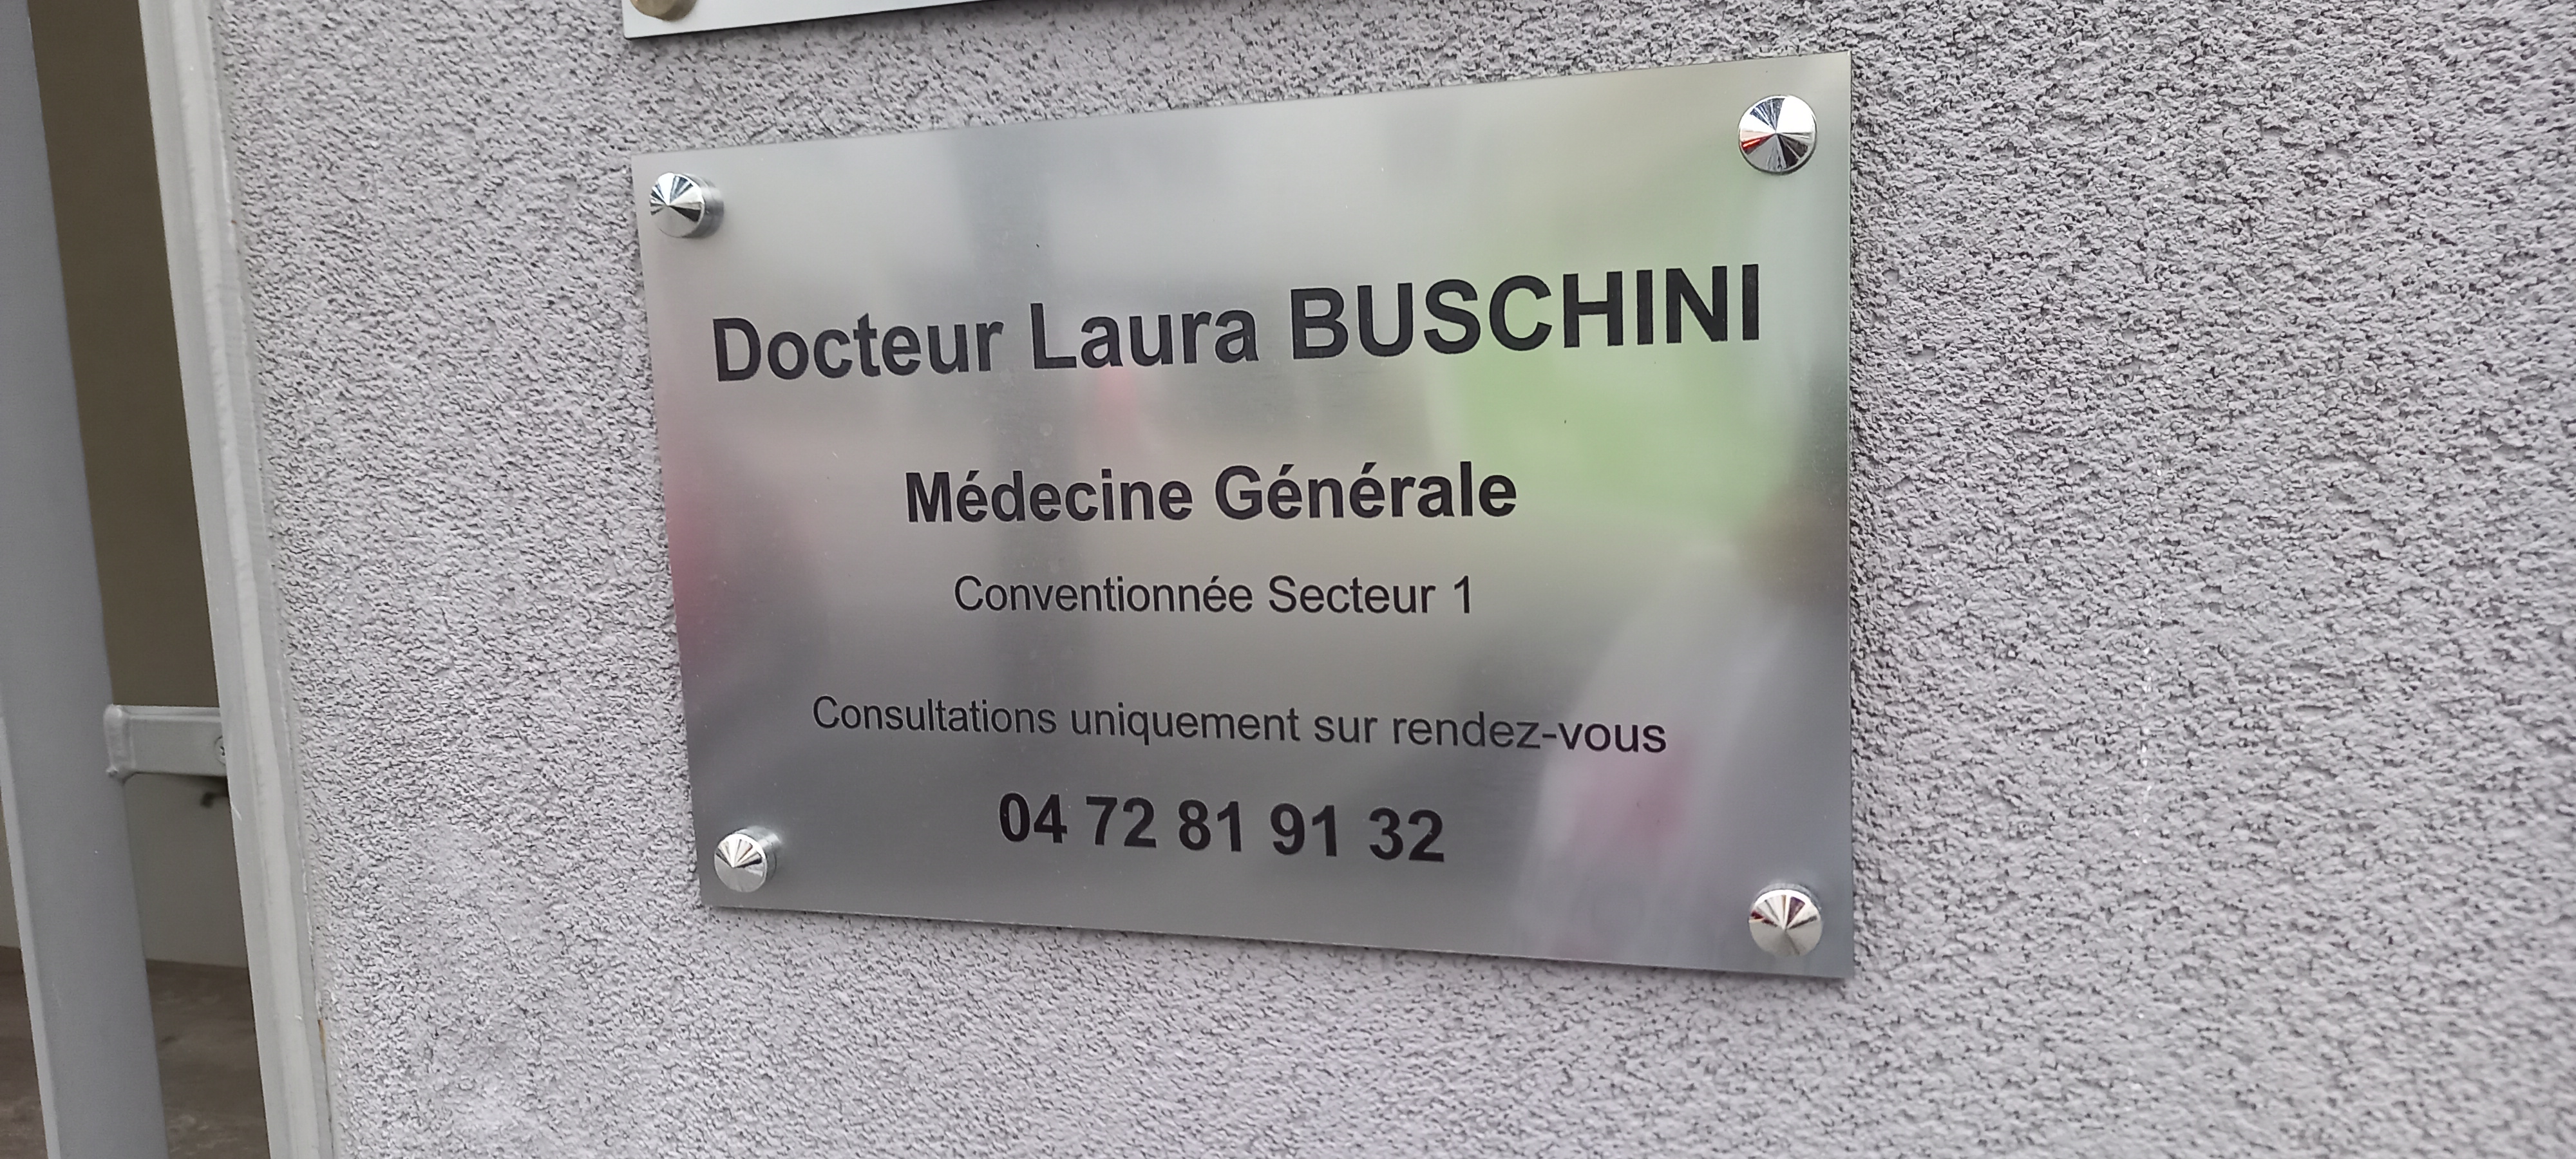 Docteur Laura BUSCHINI
Médecine Générale
Conventionnée Secteur 1
Consultations uniquement sur rendez-vous
04 72 81 91 32